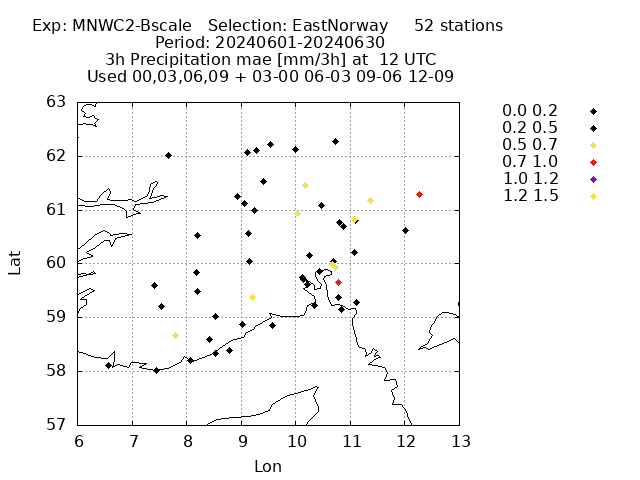 Exp: MNWC2-Bscale   Selection: EastNorway     52 stations
Period: 20240601-20240630
3h Precipitation mae [mm/3h] at  12 UTC
Used 00,03,06,09 + 03-00 06-03 09-06 12-09
63
62
61
60
59
58
57
Lat
6 7 8 9 10 11 12 13
Lon
0.0 0.2
0.2 0.5
0.5 0.7
0.7 1.0
1.0 1.2
1.2 1.5